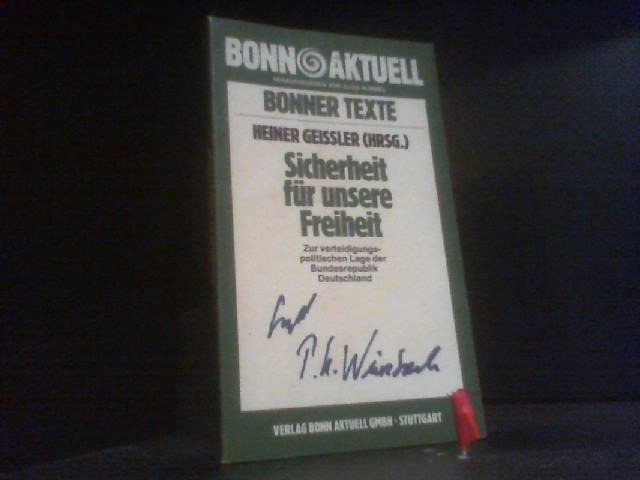 BONN AKTUELL
BONNER TEXTE
HEINER GEISSLER (HRSG.)
Sicherheit
für unsere
Freiheit
Zur verteidigungs-
politischen Lage der
Bundesrepublik
Deutschland
VERLAG BONN AKTUELL GMBH · STUTTGART